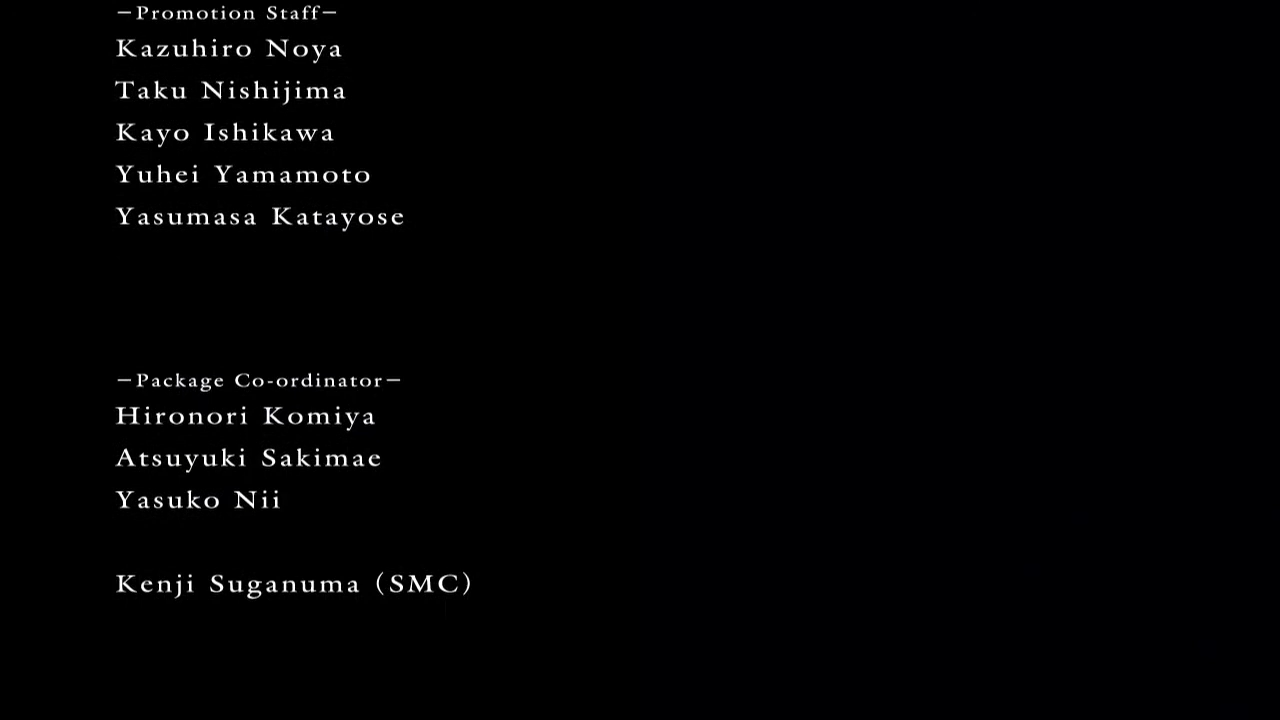 －Promotion Staff－
Kazuhiro Noya
Taku Nishijima
Kayo Ishikawa
Yuhei Yamamoto
Yasumasa Katayose
－Package Co-ordinator－
Hironori Komiya
Atsuyuki Sakimae
Yasuko Nii
Kenji Suganuma (SMC)